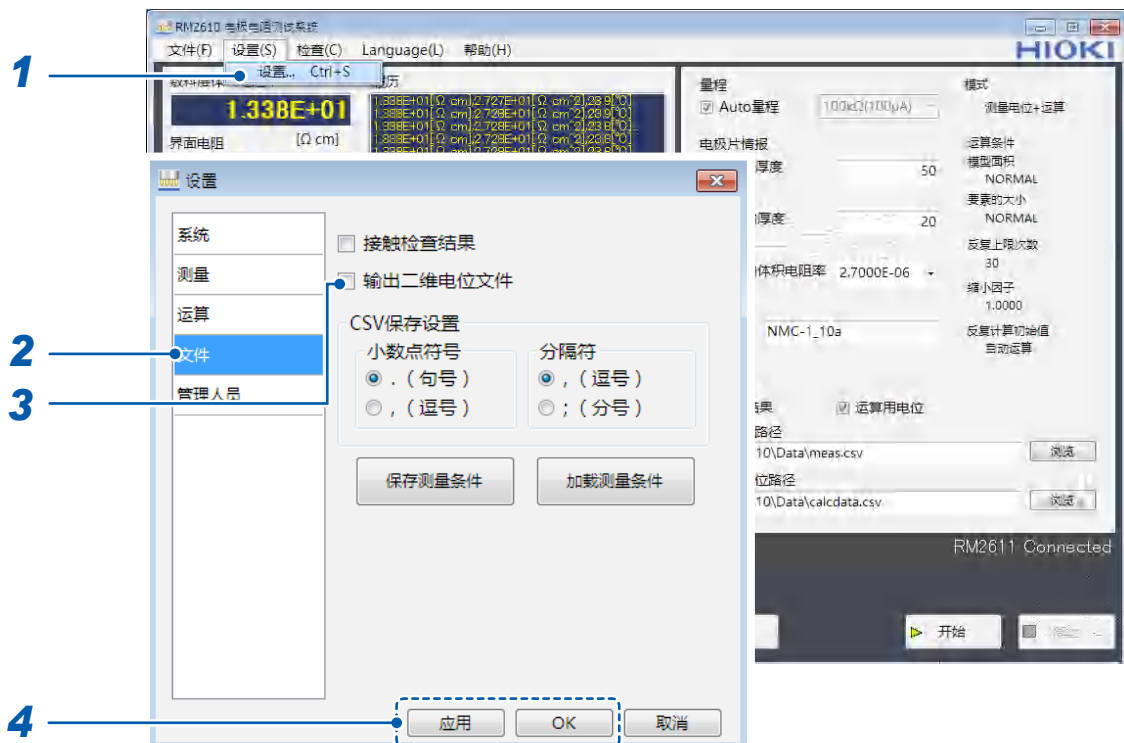 RM2610 电极电阻测试系统
文件(F) 设置(S) 检查(C) Language(L) 帮助(H)
HIOKI
1
设置... Ctrl+S
1.338E+01
界面电阻 [Ω cm]
量程
Auto量程 100kΩ(100μA)
模式
测量电位+运算
电极片情报
厚度 50
厚度 20
体积电阻率 2.7000E-06
NMC-1_10a
运算条件
模型面积
NORMAL
要素的大小
NORMAL
反复上限次数
30
缩小因子
1.0000
反复计算初始值
自动运算
运算用电位
路径
10\Data\meas.csv 浏览
位路径
10\Data\calcdata.csv 浏览
RM2611 Connected
开始
设置
系统
测量
运算
2
文件
3
管理人员
接触检查结果
输出二维电位文件
CSV保存设置
小数点符号
. ( 句号 )
, ( 逗号 )
分隔符
, ( 逗号 )
; ( 分号 )
保存测量条件 加载测量条件
4
应用 OK 取消